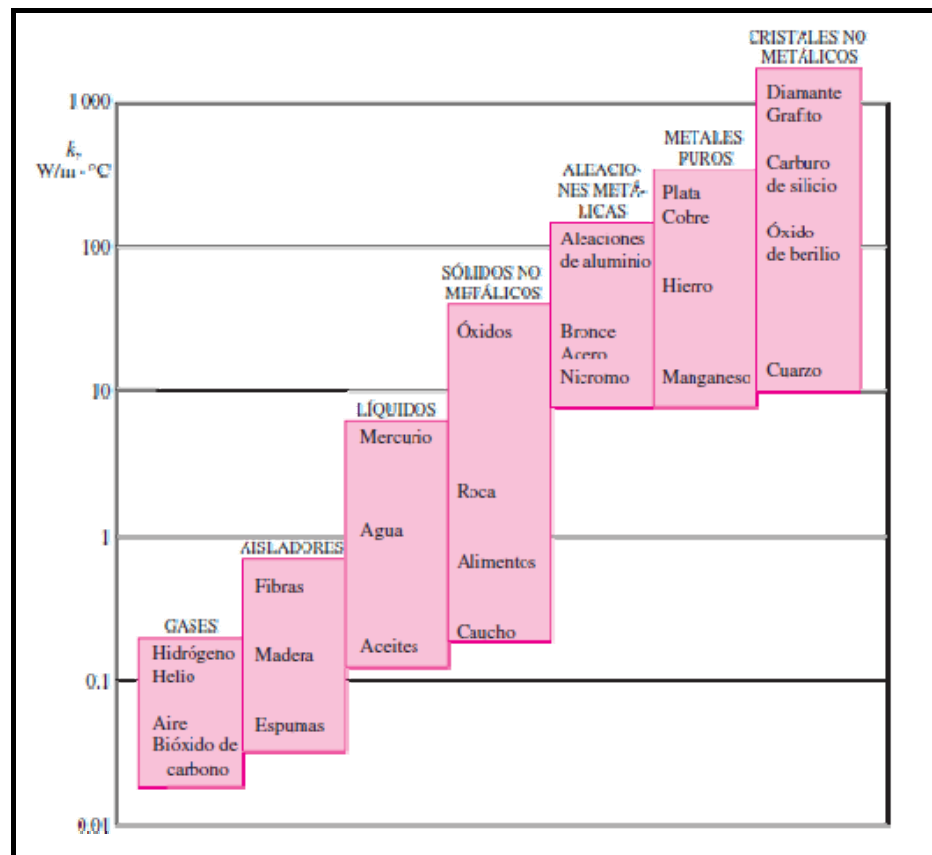 1 000
k,
W/m · °C
100
10
1
0.1
0.01
GASES
Hidrógeno
Helio
Aire
Bióxido de
carbono
AISLADORES
Fibras
Madera
Espumas
LÍQUIDOS
Mercurio
Agua
Aceites
SÓLIDOS NO
METÁLICOS
Óxidos
Roca
Alimentos
Caucho
ALEACIO-
NES METÁ-
LICAS
Aleaciones
de aluminio
Bronce
Acero
Nicromo
METALES
PUROS
Plata
Cobre
Hierro
Manganeso
CRISTALES NO
METÁLICOS
Diamante
Grafito
Carburo
de silicio
Óxido
de berilio
Cuarzo